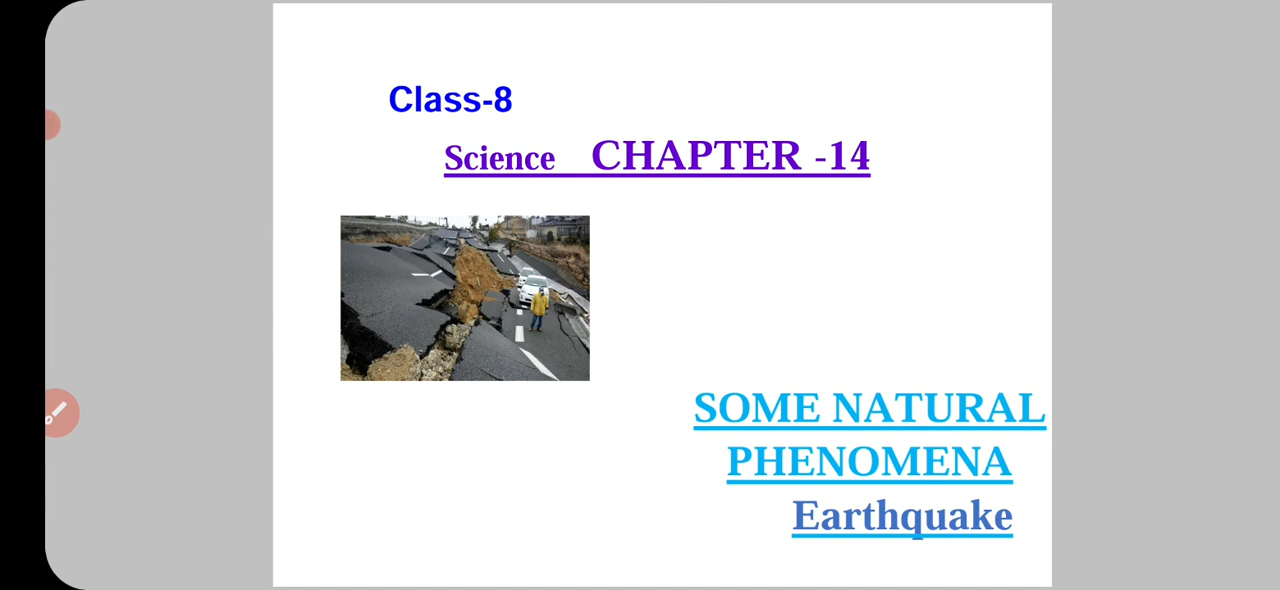 Class-8
Science CHAPTER -14
SOME NATURAL
PHENOMENA
Earthquake